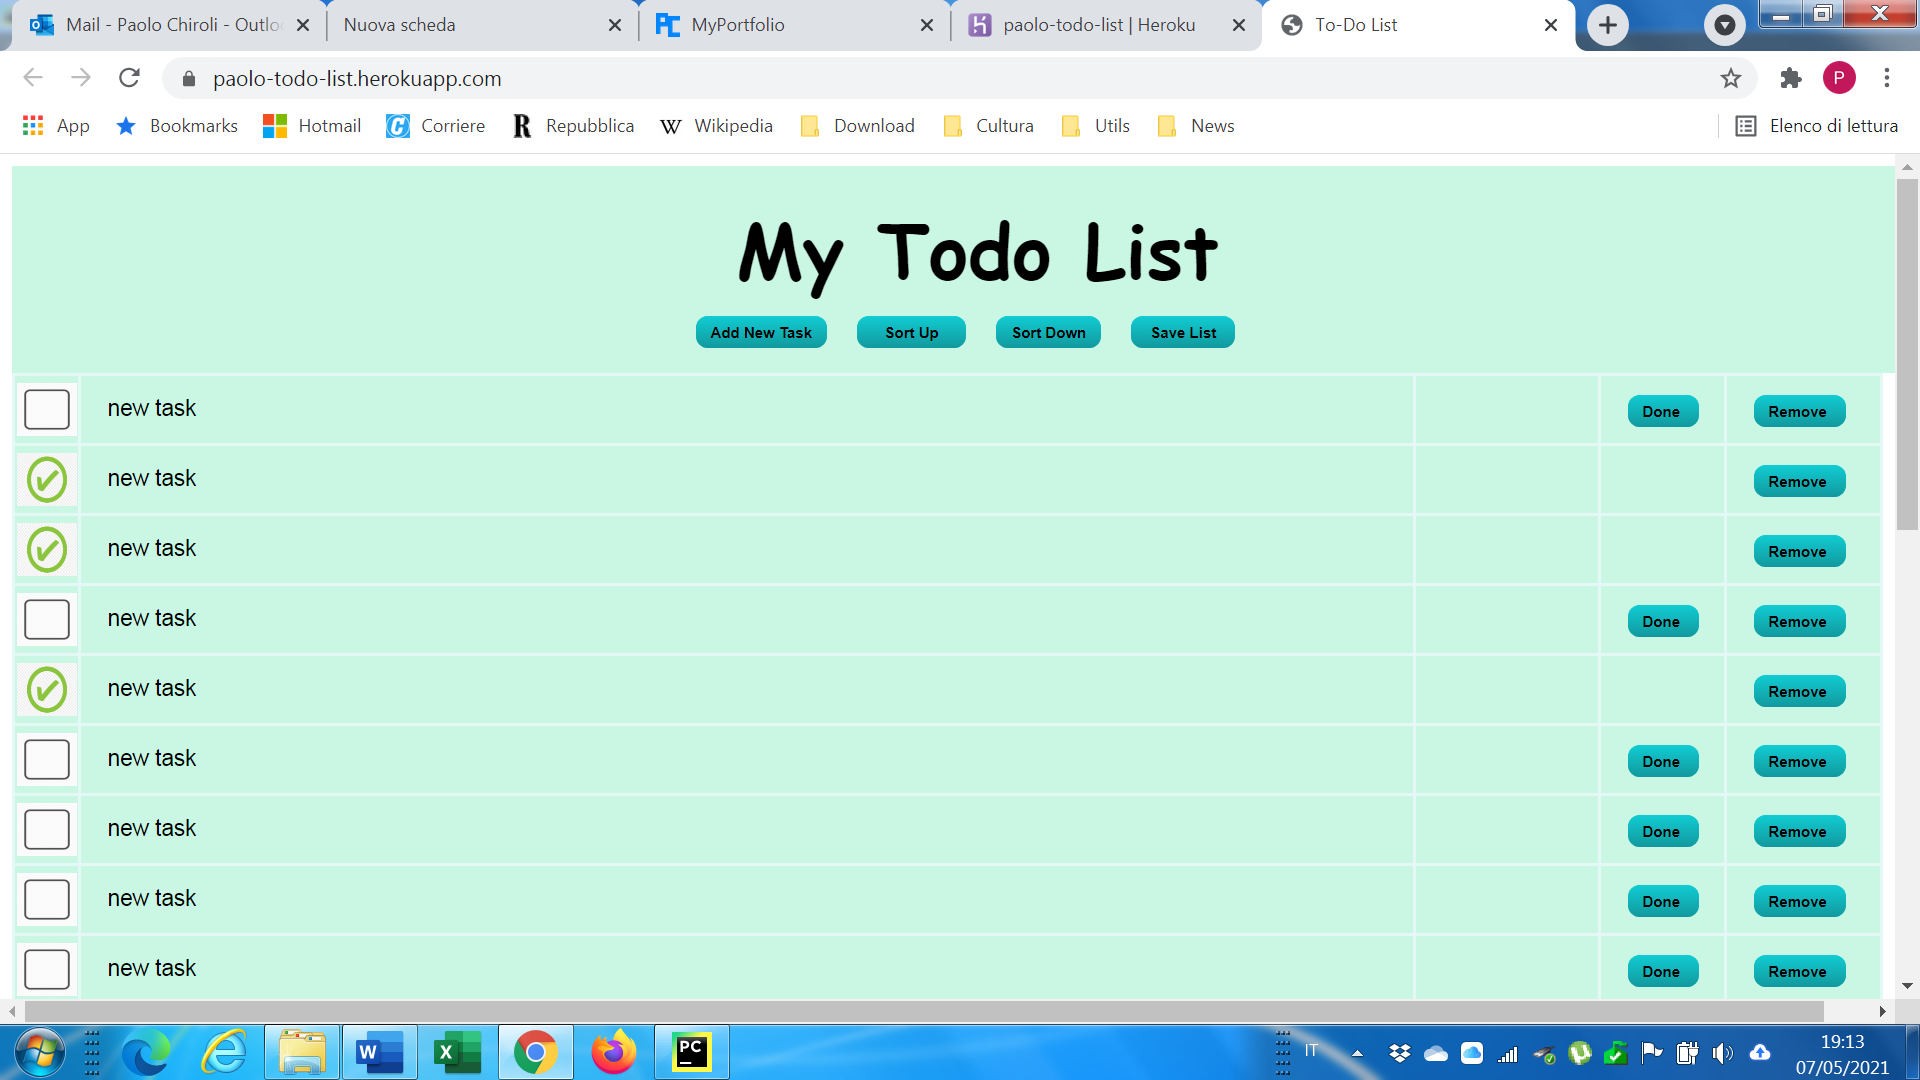 Mail - Paolo Chiroli - Outlo
Nuova scheda
MyPortfolio
paolo-todo-list | Heroku
To-Do List
paolo-todo-list.herokuapp.com
P
App
Bookmarks
Hotmail
Corriere
Repubblica
Wikipedia
Download
Cultura
Utils
News
Elenco di lettura
My Todo List
Add New Task Sort Up Sort Down Save List
new task Done Remove
new task Remove
new task Remove
new task Done Remove
new task Remove
new task Done Remove
new task Done Remove
new task Done Remove
new task Done Remove
IT
19:13
07/05/2021